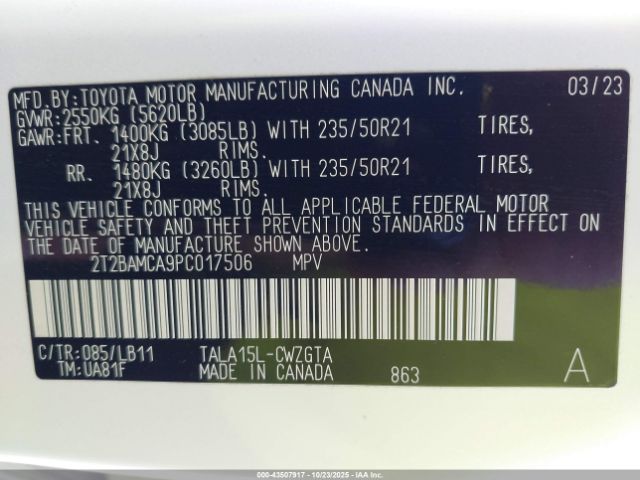 MFD.BY:TOYOTA MOTOR MANUFACTURING CANADA INC. 03/23
GVWR:2550KG (5620LB)
GAWR:FRT. 1400KG (3085LB) WITH 235/50R21 TIRES,
21X8J RIMS.
RR. 1480KG (3260LB) WITH 235/50R21 TIRES,
21X8J RIMS.
THIS VEHICLE CONFORMS TO ALL APPLICABLE FEDERAL MOTOR
VEHICLE SAFETY AND THEFT PREVENTION STANDARDS IN EFFECT ON
THE DATE OF MANUFACTURE SHOWN ABOVE.
2T2BAMCA9PC017506 MPV
C/TR:085/LB11 TALA15L-CWZGTA
TM:UA81F MADE IN CANADA 863 A
000-43507917 - 10/23/2025 - IAA Inc.